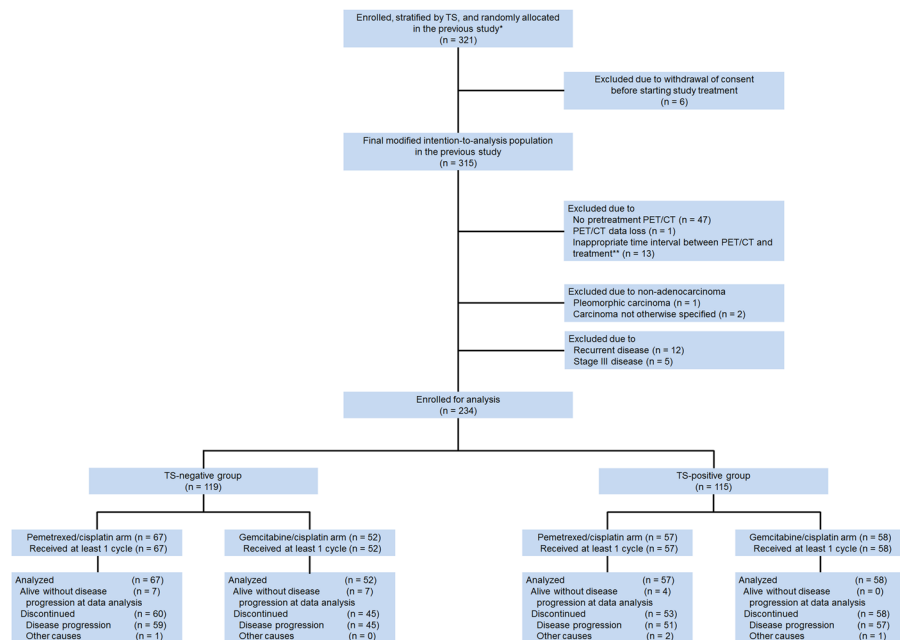 Enrolled, stratified by TS, and randomly allocated
in the previous study*
(n = 321)
Excluded due to withdrawal of consent
before starting study treatment
(n = 6)
Final modified intention-to-analysis population
in the previous study
(n = 315)
Excluded due to
No pretreatment PET/CT (n = 47)
PET/CT data loss (n = 1)
Inappropriate time interval between PET/CT and
treatment** (n = 13)
Excluded due to non-adenocarcinoma
Pleomorphic carcinoma (n = 1)
Carcinoma not otherwise specified (n = 2)
Excluded due to
Recurrent disease (n = 12)
Stage III disease (n = 5)
Enrolled for analysis
(n = 234)
TS-negative group
(n = 119)
TS-positive group
(n = 115)
Pemetrexed/cisplatin arm (n = 67)
Received at least 1 cycle (n = 67)
Gemcitabine/cisplatin arm (n = 52)
Received at least 1 cycle (n = 52)
Pemetrexed/cisplatin arm (n = 57)
Received at least 1 cycle (n = 57)
Gemcitabine/cisplatin arm (n = 58)
Received at least 1 cycle (n = 58)
Analyzed (n = 67)
Alive without disease (n = 7)
progression at data analysis
Discontinued (n = 60)
Disease progression (n = 59)
Other causes (n = 1)
Analyzed (n = 52)
Alive without disease (n = 7)
progression at data analysis
Discontinued (n = 45)
Disease progression (n = 45)
Other causes (n = 0)
Analyzed (n = 57)
Alive without disease (n = 4)
progression at data analysis
Discontinued (n = 53)
Disease progression (n = 51)
Other causes (n = 2)
Analyzed (n = 58)
Alive without disease (n = 0)
progression at data analysis
Discontinued (n = 58)
Disease progression (n = 57)
Other causes (n = 1)